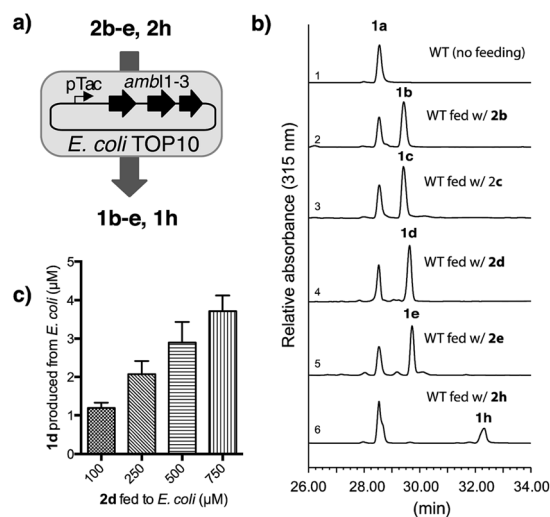 a)
2b-e, 2h
pTac ambI1-3
E. coli TOP10
1b-e, 1h
b)
1a
WT (no feeding)
1
1b
WT fed w/ 2b
2
1c
WT fed w/ 2c
3
1d
WT fed w/ 2d
4
1e
WT fed w/ 2e
5
WT fed w/ 2h
1h
6
Relative absorbance (315 nm)
26.00 28.00 30.00 32.00 34.00
(min)
c)
1d produced from E. coli (µM)
5
4
3
2
1
0
100 250 500 750
2d fed to E. coli (µM)